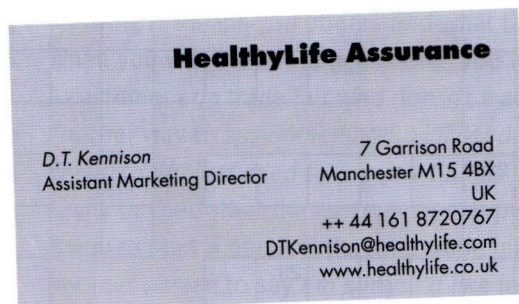 HealthyLife Assurance
D.T. Kennison
Assistant Marketing Director
7 Garrison Road
Manchester M15 4BX
UK
++ 44 161 8720767
DTKennison@healthylife.com
www.healthylife.co.uk